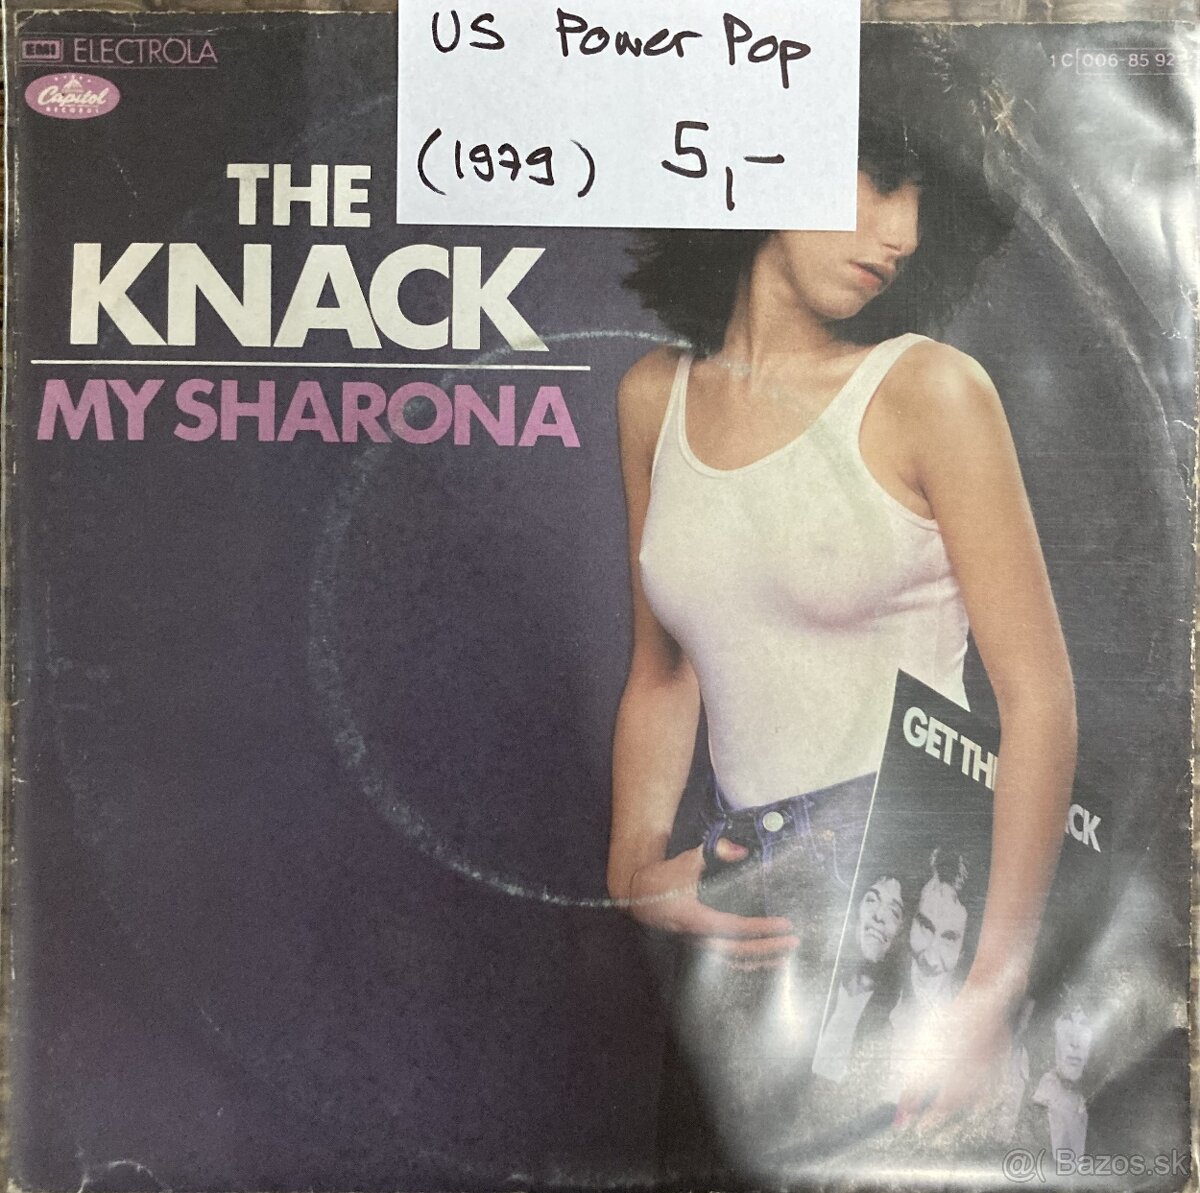 US Power Pop
(1979) 5,-
EMI ELECTROLA
1C 006-85 92
Capitol
RECORDS
THE
KNACK
MY SHARONA
GET TH
CK
@( Bazos.sk